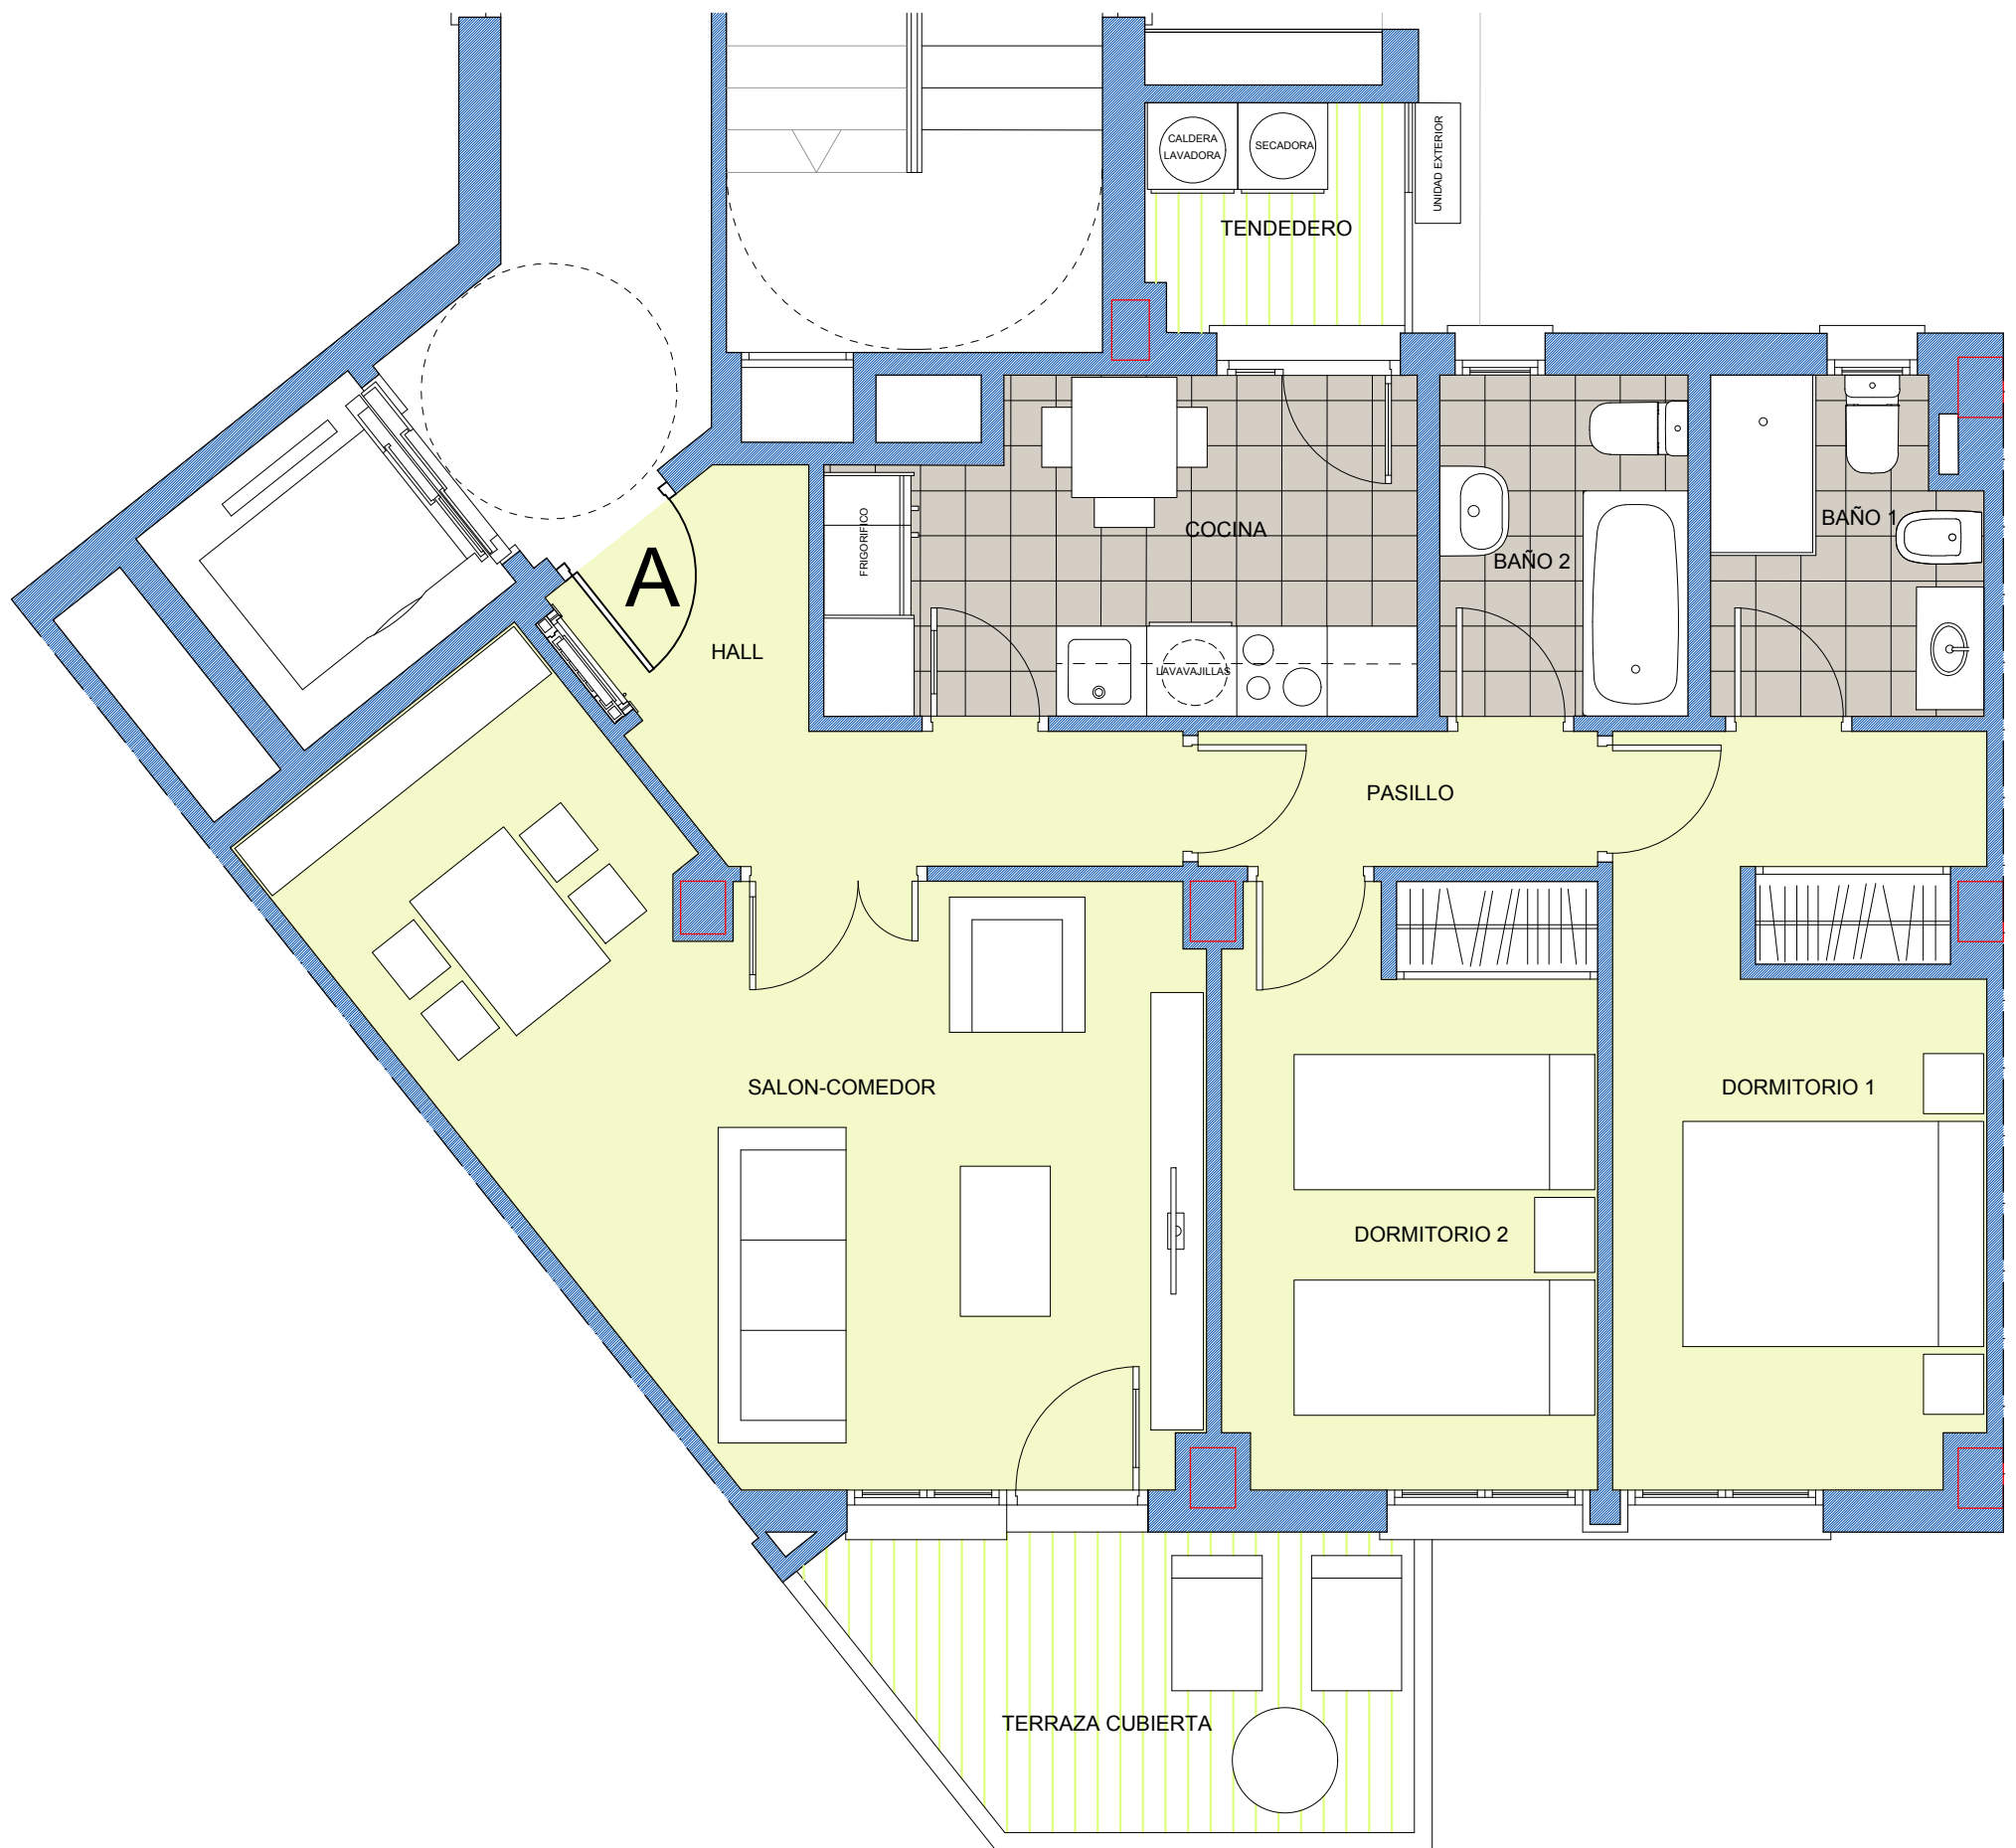 CALDERA
LAVADORA
SECADORA
UNIDAD EXTERIOR
TENDEDERO
FRIGORIFICO
COCINA
BAÑO 1
BAÑO 2
A
HALL
LAVAVAJILLAS
PASILLO
SALON-COMEDOR
DORMITORIO 1
DORMITORIO 2
TERRAZA CUBIERTA